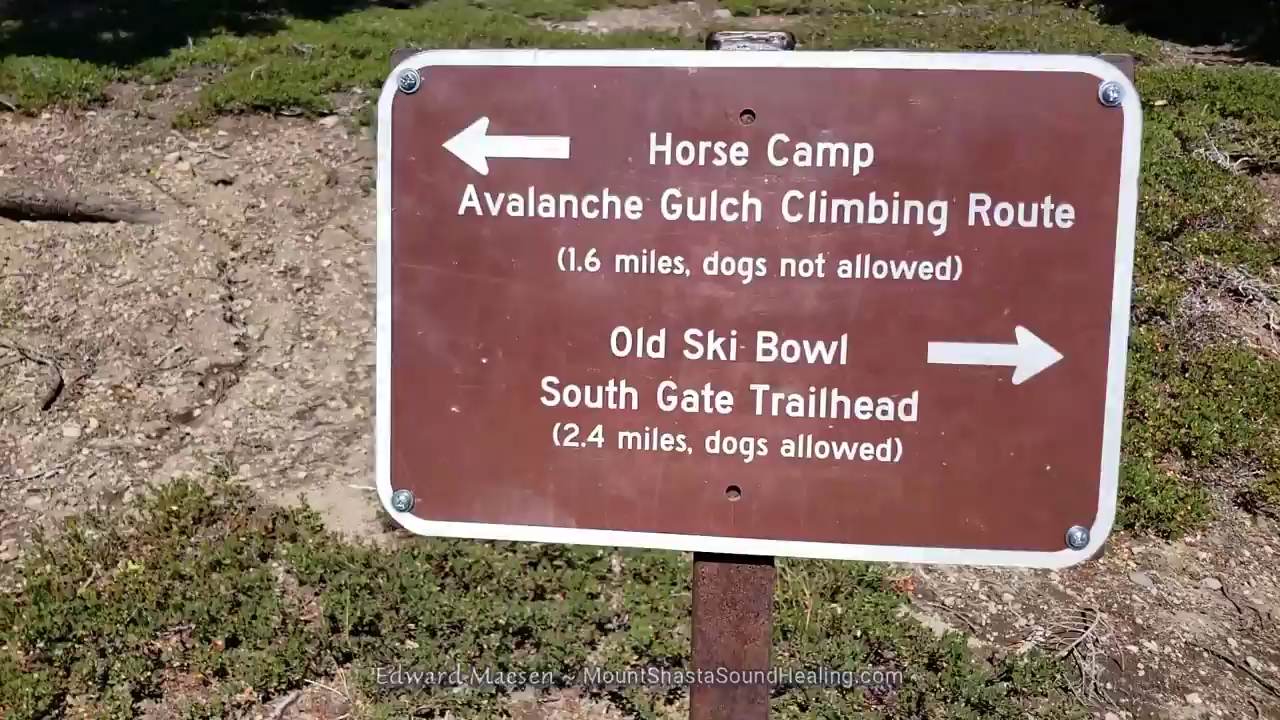 Horse Camp
Avalanche Gulch Climbing Route
(1.6 miles, dogs not allowed)
Old Ski Bowl
South Gate Trailhead
(2.4 miles, dogs allowed)
Edward Maesen ~ MountShastaSoundHealing.com